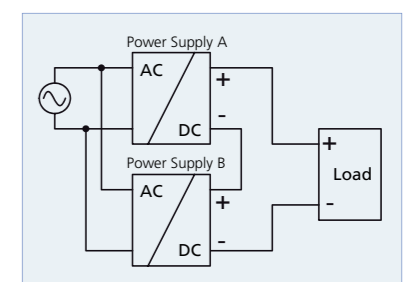 Power Supply A
AC
+
-
DC
+
Load
-
Power Supply B
AC
+
-
DC